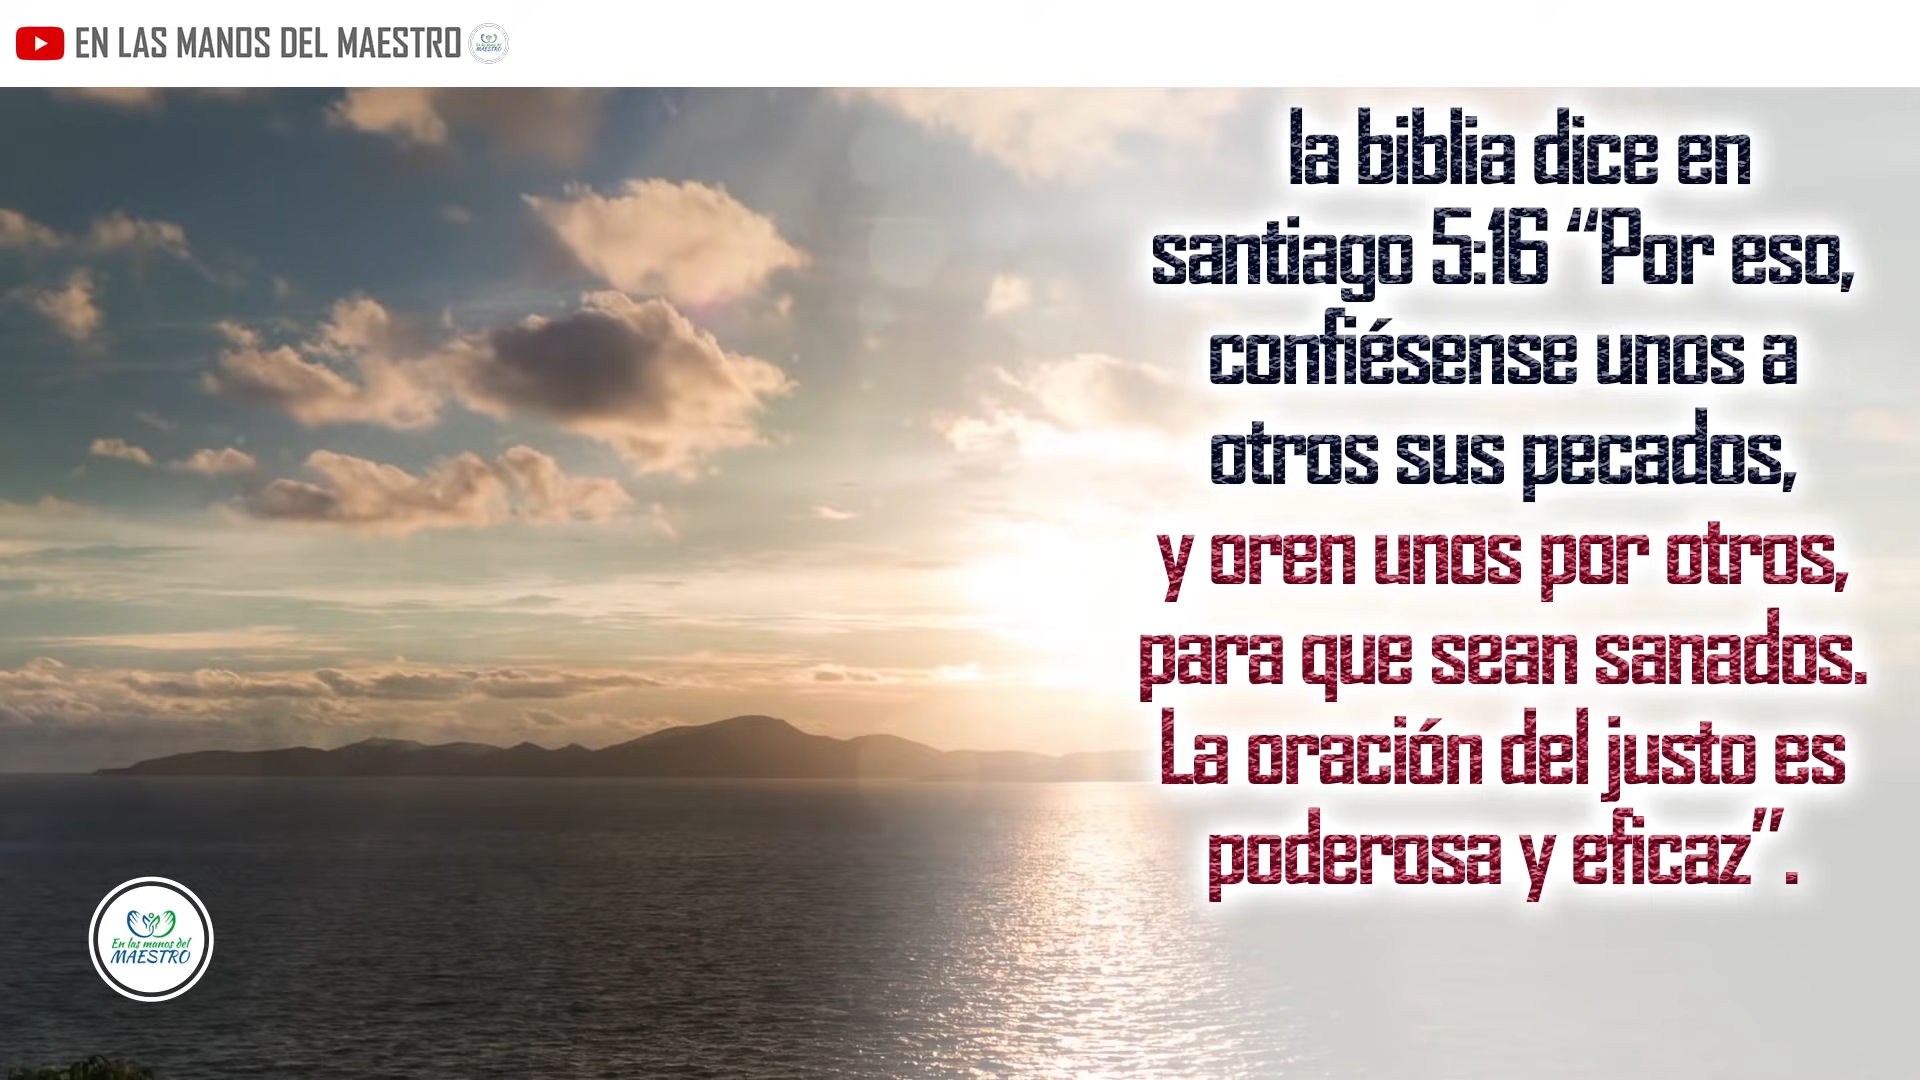 EN LAS MANOS DEL MAESTRO
la biblia dice en
santiago 5:16 “Por eso,
confiésense unos a
otros sus pecados,
y oren unos por otros,
para que sean sanados.
La oración del justo es
poderosa y eficaz”.
En las manos del
MAESTRO